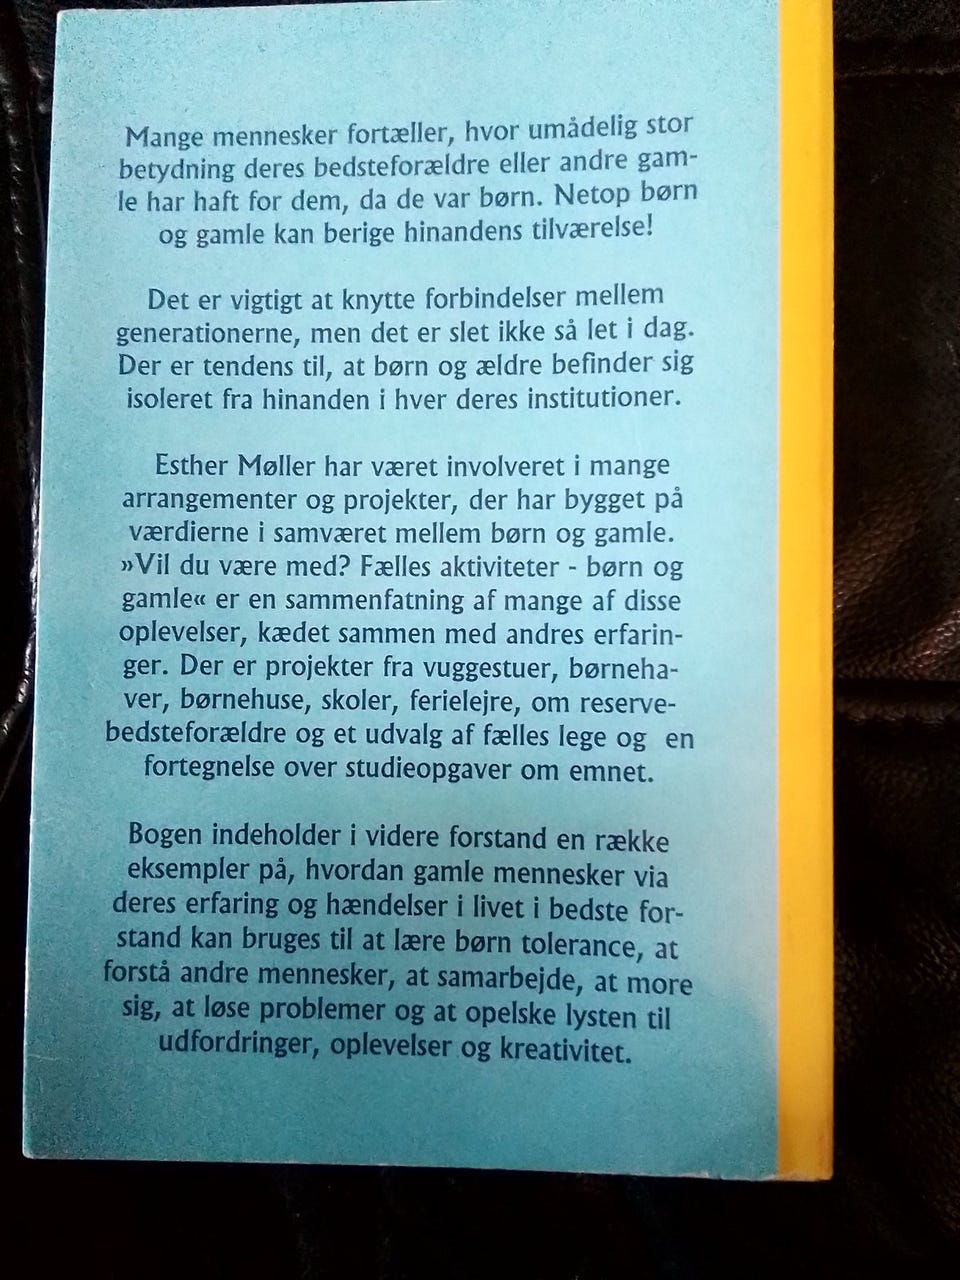 Mange mennesker fortæller, hvor umådelig stor
betydning deres bedsteforældre eller andre gam-
le har haft for dem, da de var børn. Netop børn
og gamle kan berige hinandens tilværelse!
Det er vigtigt at knytte forbindelser mellem
generationerne, men det er slet ikke så let i dag.
Der er tendens til, at børn og ældre befinder sig
isoleret fra hinanden i hver deres institutioner.
Esther Møller har været involveret i mange
arrangementer og projekter, der har bygget på
værdierne i samværet mellem børn og gamle.
»Vil du være med? Fælles aktiviteter - børn og
gamle« er en sammenfatning af mange af disse
oplevelser, kædet sammen med andres erfarin-
ger. Der er projekter fra vuggestuer, børneha-
ver, børnehuse, skoler, ferielejre, om reserve-
bedsteforældre og et udvalg af fælles lege og en
fortegnelse over studieopgaver om emnet.
Bogen indeholder i videre forstand en række
eksempler på, hvordan gamle mennesker via
deres erfaring og hændelser i livet i bedste for-
stand kan bruges til at lære børn tolerance, at
forstå andre mennesker, at samarbejde, at more
sig, at løse problemer og at opelske lysten til
udfordringer, oplevelser og kreativitet.